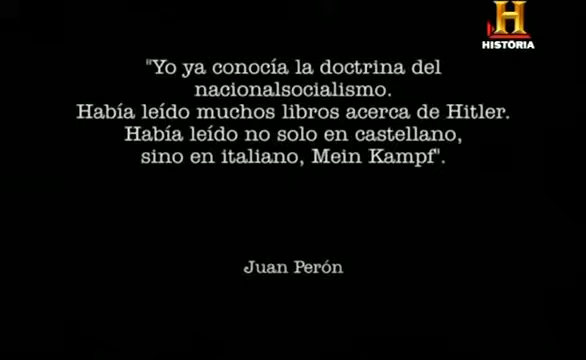 H
HISTORIA
"Yo ya conocía la doctrina del
nacionalsocialismo.
Había leído muchos libros acerca de Hitler.
Había leído no solo en castellano,
sino en italiano, Mein Kampf".
Juan Perón